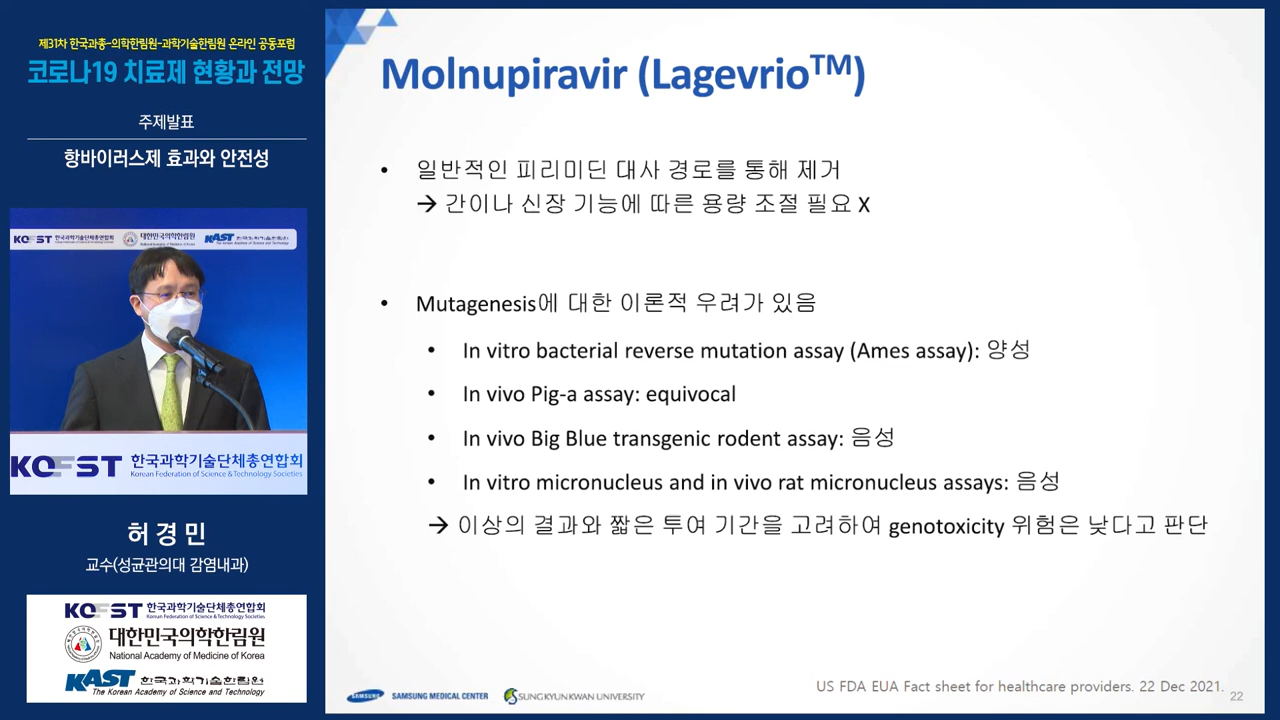 제31차 한국과총-의학한림원-과학기술한림원 온라인 공동포럼
코로나19 치료제 현황과 전망
주제발표
항바이러스제 효과와 안전성
KOFST 한국과학기술단체총연합회
대한민국의학한림원
KAST 한국과학기술한림원
KOFST 한국과학기술단체총연합회
Korean Federation of Science & Technology Societies
허경민
교수(성균관의대 감염내과)
KOFST 한국과학기술단체총연합회
Korean Federation of Science & Technology Societies
대한민국의학한림원
National Academy of Medicine of Korea
KAST 한국과학기술한림원
The Korean Academy of Science and Technology
Molnupiravir (Lagevrio™)
• 일반적인 피리미딘 대사 경로를 통해 제거
→ 간이나 신장 기능에 따른 용량 조절 필요 X
• Mutagenesis에 대한 이론적 우려가 있음
• In vitro bacterial reverse mutation assay (Ames assay): 양성
• In vivo Pig-a assay: equivocal
• In vivo Big Blue transgenic rodent assay: 음성
• In vitro micronucleus and in vivo rat micronucleus assays: 음성
→ 이상의 결과와 짧은 투여 기간을 고려하여 genotoxicity 위험은 낮다고 판단
SAMSUNG SAMSUNG MEDICAL CENTER SUNGKYUNKWAN UNIVERSITY
US FDA EUA Fact sheet for healthcare providers. 22 Dec 2021.
22